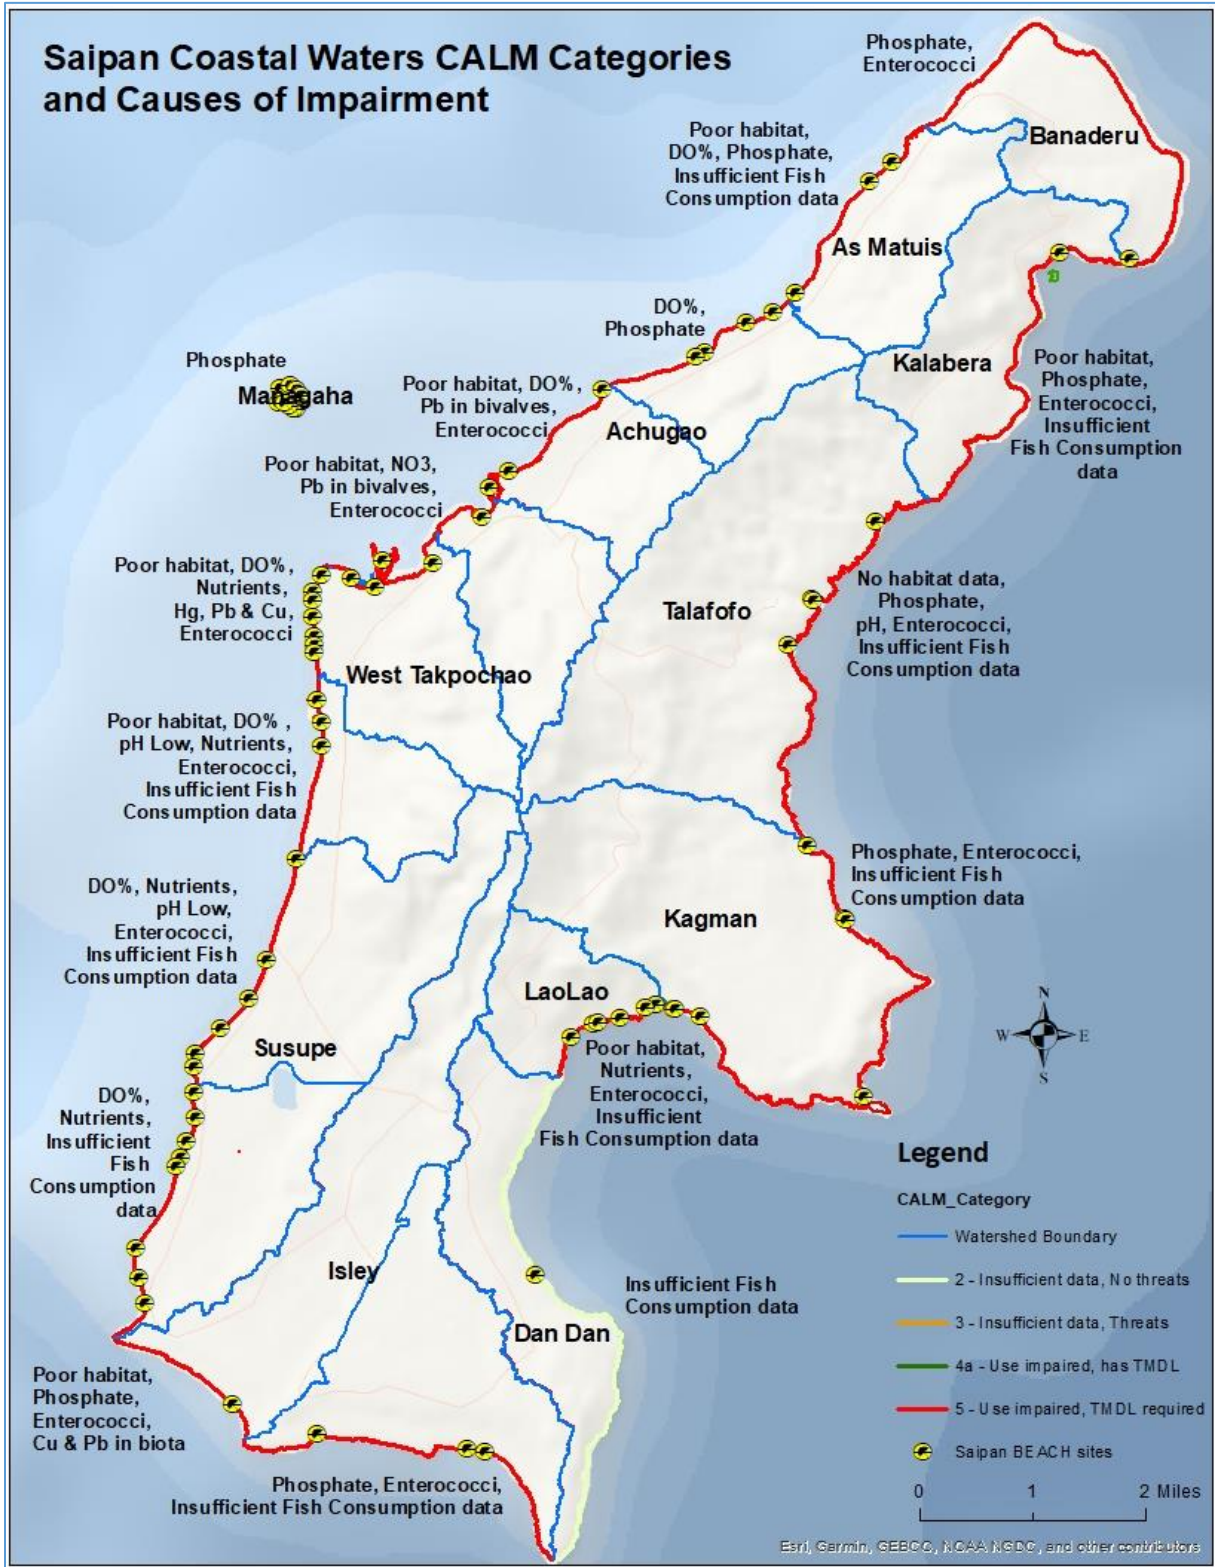 Saipan Coastal Waters CALM Categories
and Causes of Impairment
Phosphate,
Enterococci
Banaderu
Poor habitat,
DO%, Phosphate,
Insufficient Fish
Consumption data
As Matuis
DO%,
Phosphate
Kalabera
Poor habitat,
Phosphate,
Enterococci,
Insufficient
Fish Consumption
data
Phosphate
Mañagaha
Poor habitat, DO%,
Pb in bivalves,
Enterococci
Achugao
Poor habitat, NO3,
Pb in bivalves,
Enterococci
Poor habitat, DO%,
Nutrients,
Hg, Pb & Cu,
Enterococci
Talafofo
No habitat data,
Phosphate,
pH, Enterococci,
Insufficient Fish
Consumption data
West Takpochao
Poor habitat, DO% ,
pH Low, Nutrients,
Enterococci,
Insufficient Fish
Consumption data
Phosphate, Enterococci,
Insufficient Fish
Consumption data
DO%, Nutrients,
pH Low,
Enterococci,
Insufficient Fish
Consumption data
Kagman
LaoLao
Susupe
Poor habitat,
Nutrients,
Enterococci,
Insufficient
Fish Consumption data
N
W E
S
DO%,
Nutrients,
Insufficient
Fish
Consumption
data
Isley
Insufficient Fish
Consumption data
Dan Dan
Poor habitat,
Phosphate,
Enterococci,
Cu & Pb in biota
Phosphate, Enterococci,
Insufficient Fish Consumption data
Legend
CALM_Category
Watershed Boundary
2 - Insufficient data, No threats
3 - Insufficient data, Threats
4a - Use impaired, has TMDL
5 - Use impaired, TMDL required
Saipan BEACH sites
0 1 2 Miles
Esri, Garmin, GEBCO, NOAA NGDC, and other contributors